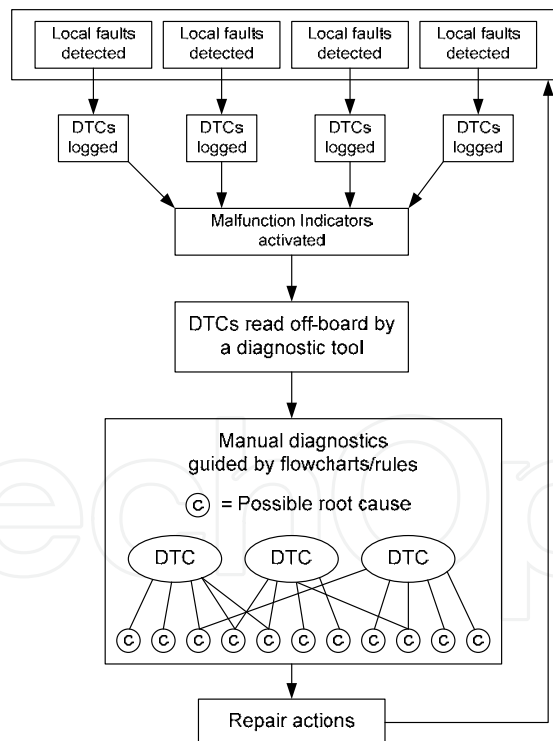 Local faults detected
Local faults detected
Local faults detected
Local faults detected
DTCs logged
DTCs logged
DTCs logged
DTCs logged
Malfunction Indicators
activated
DTCs read off-board by
a diagnostic tool
Manual diagnostics
guided by flowcharts/rules
C = Possible root cause
DTC DTC DTC
C C C C C C C C C C C
Repair actions